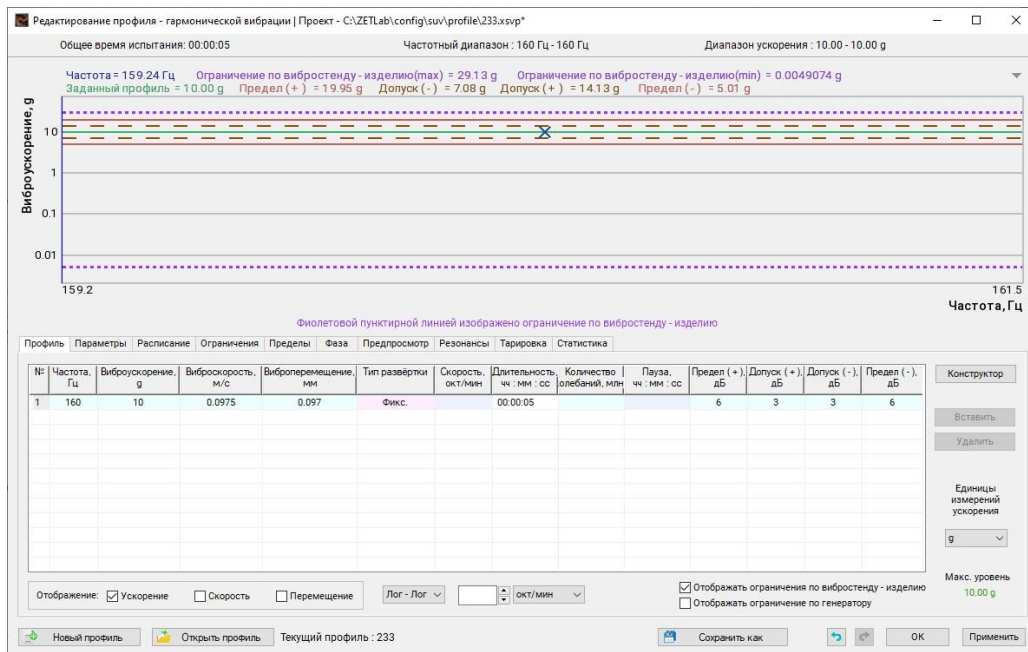 Редактирование профиля - гармонической вибрации | Проект - C:\ZETLab\config\suv\profile\233.xsvp*
Общее время испытания: 00:00:05 Частотный диапазон : 160 Гц - 160 Гц Диапазон ускорения : 10.00 - 10.00 g
Частота = 159.24 Гц Ограничение по вибростенду - изделию(max) = 29.13 g Ограничение по вибростенду - изделию(min) = 0.0049074 g
Заданный профиль = 10.00 g Предел ( + ) = 19.95 g Допуск ( - ) = 7.08 g Допуск ( + ) = 14.13 g Предел ( - ) = 5.01 g
Виброускорение, g
10
1
0.1
0.01
159.2 161.5
Частота, Гц
Фиолетовой пунктирной линией изображено ограничение по вибростенду - изделию
Профиль Параметры Расписание Ограничения Пределы Фаза Предпросмотр Резонансы Тарировка Статистика
№ Частота, Виброускорение, Виброскорость, Виброперемещение, Тип развёртки Скорость, Длительность, Количество Пауза, Предел ( + ), Допуск ( + ), Допуск ( - ), Предел ( - ),
Гц g м/с мм окт/мин чч : мм : сс олебаний, млн чч : мм : сс дБ дБ дБ дБ
1 160 10 0.0975 0.097 Фикс. 00:00:05 6 3 3 6
Конструктор
Вставить
Удалить
Единицы
измерений
ускорения
g
Макс. уровень
10.00 g
Отображение: Ускорение Скорость Перемещение Лог - Лог окт/мин Отображать ограничения по вибростенду - изделию
Отображать ограничение по генератору
Новый профиль Открыть профиль Текущий профиль : 233 Сохранить как OK Применить